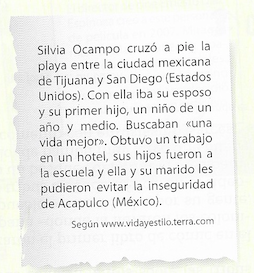 Silvia Ocampo cruzó a pie la
playa entre la ciudad mexicana
de Tijuana y San Diego (Estados
Unidos). Con ella iba su esposo
y su primer hijo, un niño de un
año y medio. Buscaban «una
vida mejor». Obtuvo un trabajo
en un hotel, sus hijos fueron a
la escuela y ella y su marido les
pudieron evitar la inseguridad
de Acapulco (México).
Según www.vidayestilo.terra.com